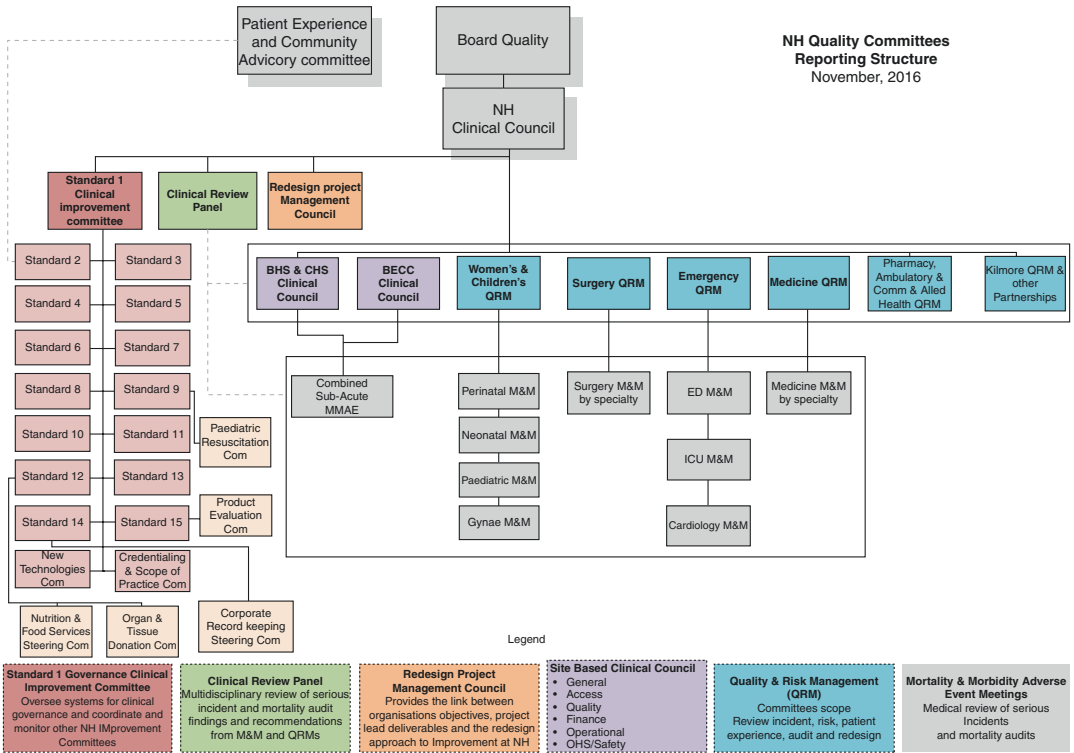 Patient Experience
and Community
Advicory committee
Board Quality
NH Quality Committees
Reporting Structure
November, 2016
NH
Clinical Council
Standard 1
Clinical
improvement
committee
Clinical Review
Panel
Redesign project
Management
Council
Standard 2
Standard 3
Standard 4
Standard 5
Standard 6
Standard 7
Standard 8
Standard 9
Standard 10
Standard 11
Standard 12
Standard 13
Standard 14
Standard 15
New
Technologies
Com
Credentialing
& Scope of
Practice Com
Paediatric
Resuscitation
Com
Product
Evaluation
Com
Nutrition &
Food Services
Steering Com
Organ &
Tissue
Donation Com
Corporate
Record keeping
Steering Com
BHS & CHS
Clinical
Council
BECC Clinical
Council
Women's &
Children's
QRM
Surgery QRM
Emergency
QRM
Medicine QRM
Pharmacy,
Ambulatory &
Comm & Alled
Health QRM
Kilmore QRM &
other
Partnerships
Combined
Sub-Acute
MMAE
Perinatal M&M
Neonatal M&M
Paediatric M&M
Gynae M&M
Surgery M&M
by specialty
ED M&M
ICU M&M
Cardiology M&M
Medicine M&M
by specialty
Legend
Standard 1 Governance Clinical
Improvement Committee
Oversee systems for clinical
governance and coordinate and
monitor other NH IMprovement
Committees
Clinical Review Panel
Multidisciplinary review of serious
incident and mortality audit
findings and recommendations
from M&M and QRMs
Redesign Project
Management Council
Provides the link between
organisations objectives, project
lead deliverables and the redesign
approach to Improvement at NH
Site Based Clinical Council
• General
• Access
• Quality
• Finance
• Operational
• OHS/Safety
Quality & Risk Management
(QRM)
Committees scope
Review incident, risk, patient
experience, audit and redesign
Mortality & Morbidity Adverse
Event Meetings
Medical review of serious
Incidents
and mortality audits